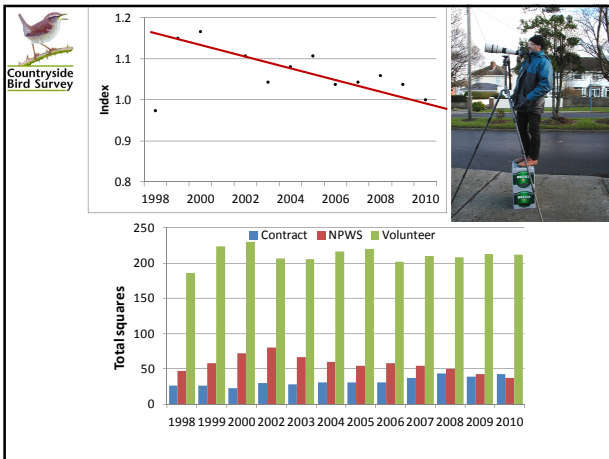 Countryside
Bird Survey
Index
1.2
1.1
1.0
0.9
0.8
1998 2000 2002 2004 2006 2008 2010
Total squares
Contract NPWS Volunteer
250
200
150
100
50
0
1998 1999 2000 2002 2003 2004 2005 2006 2007 2008 2009 2010